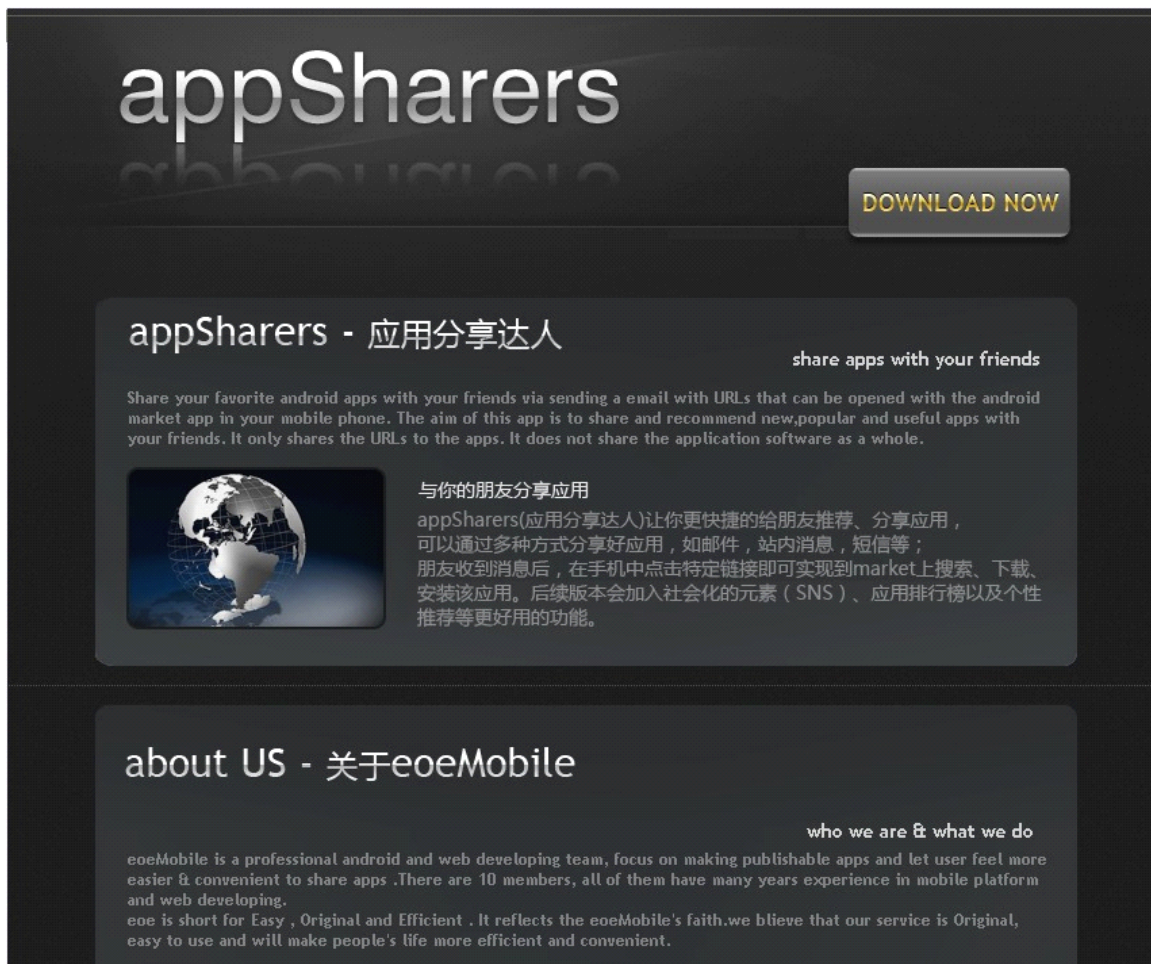 appSharers
DOWNLOAD NOW
appSharers - 应用分享达人
share apps with your friends
Share your favorite android apps with your friends via sending a email with URLs that can be opened with the android
market app in your mobile phone. The aim of this app is to share and recommend new,popular and useful apps with
your friends. It only shares the URLs to the apps. It does not share the application software as a whole.
与你的朋友分享应用
appSharers(应用分享达人)让你更快捷的给朋友推荐、分享应用，
可以通过多种方式分享好应用，如邮件，站内消息，短信等；
朋友收到消息后，在手机中点击特定链接即可实现到market上搜索、下载、
安装该应用。后续版本会加入社会化的元素（SNS）、应用排行榜以及个性
推荐等更好用的功能。
about US - 关于eoeMobile
who we are & what we do
eoeMobile is a professional android and web developing team, focus on making publishable apps and let user feel more
easier & convenient to share apps .There are 10 members, all of them have many years experience in mobile platform
and web developing.
eoe is short for Easy , Original and Efficient . It reflects the eoeMobile's faith.we blieve that our service is Original,
easy to use and will make people's life more efficient and convenient.